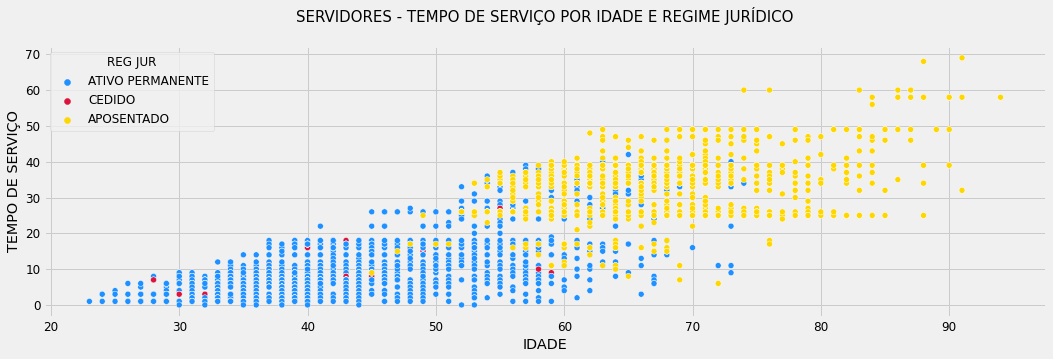 SERVIDORES - TEMPO DE SERVIÇO POR IDADE E REGIME JURÍDICO
REG JUR
ATIVO PERMANENTE
CEDIDO
APOSENTADO
TEMPO DE SERVIÇO
70
60
50
40
30
20
10
0
20 30 40 50 60 70 80 90
IDADE